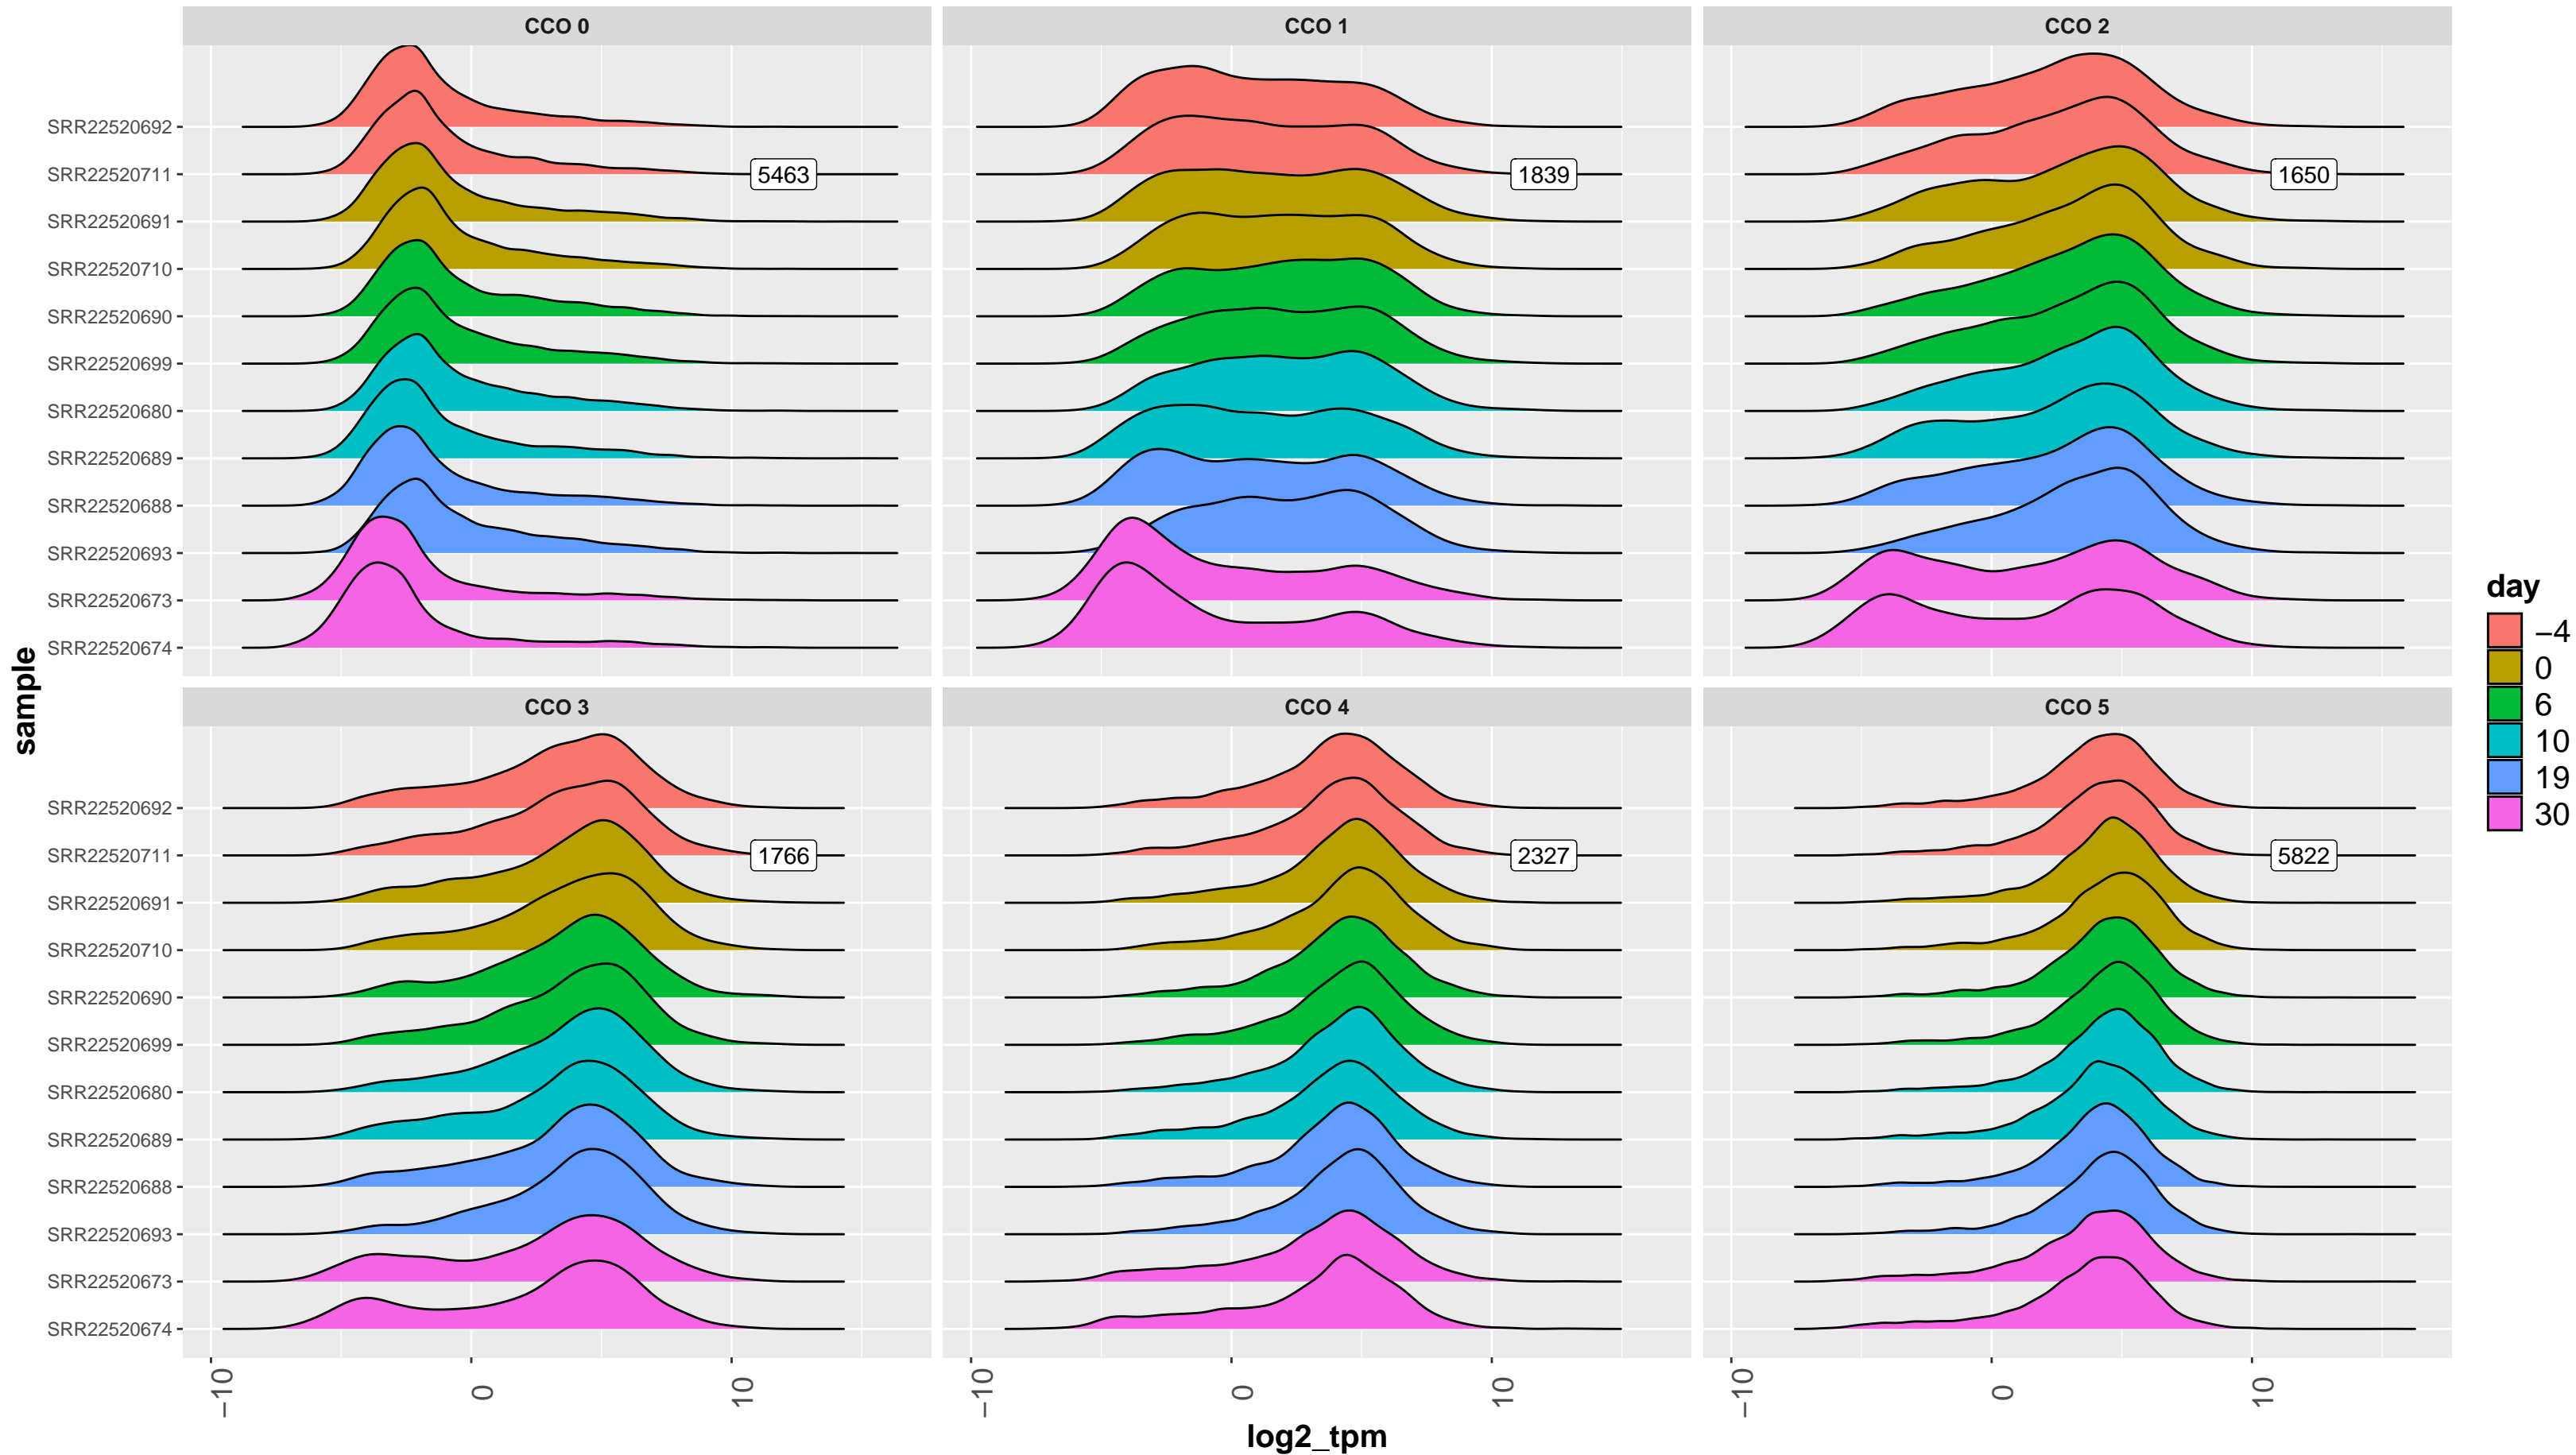 CCO 0
CCO 1
CCO 2
SRR22520692
SRR22520711
SRR22520691
SRR22520710
SRR22520690
SRR22520699
SRR22520680
SRR22520689
SRR22520688
SRR22520693
SRR22520673
SRR22520674
5463
1839
1650
CCO 3
CCO 4
CCO 5
SRR22520692
SRR22520711
SRR22520691
SRR22520710
SRR22520690
SRR22520699
SRR22520680
SRR22520689
SRR22520688
SRR22520693
SRR22520673
SRR22520674
1766
2327
5822
−10
0
10
−10
0
10
−10
0
10
sample
log2_tpm
day
−4
0
6
10
19
30